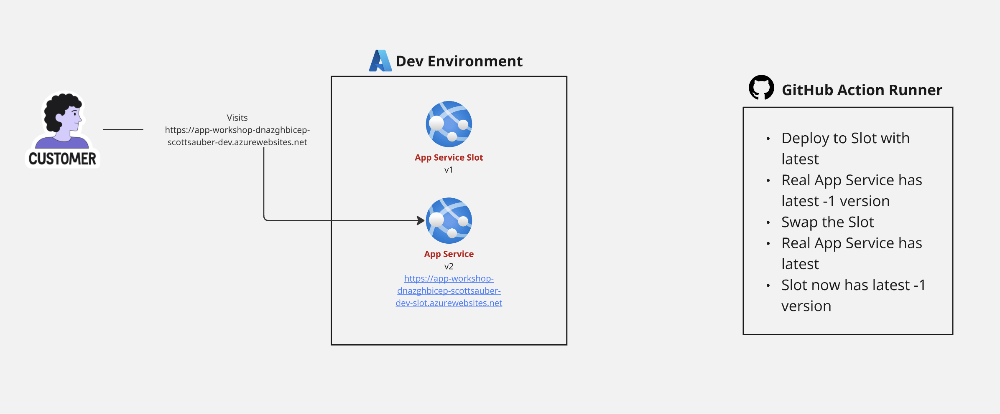 Dev Environment
GitHub Action Runner
CUSTOMER
Visits
https://app-workshop-dnazghbicep-
scottsauber-dev.azurewebsites.net
App Service Slot
v1
App Service
v2
https://app-workshop-
dnazghbicep-scottsauber-
dev-slot.azurewebsites.net
• Deploy to Slot with
latest
• Real App Service has
latest -1 version
• Swap the Slot
• Real App Service has
latest
• Slot now has latest -1
version